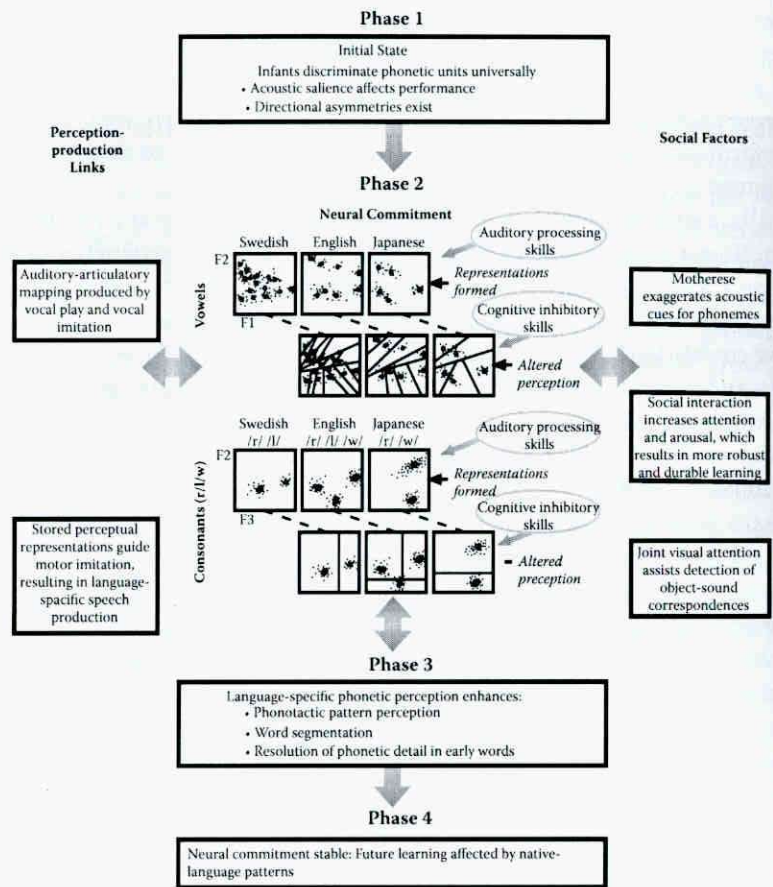 Phase 1
Initial State
Infants discriminate phonetic units universally
• Acoustic salience affects performance
• Directional asymmetries exist
Perception-
production
Links
Social Factors
Phase 2
Neural Commitment
Swedish English Japanese
Auditory processing
skills
F2
Representations
formed
Vowels
F1
Cognitive inhibitory
skills
Altered
perception
Auditory-articulatory
mapping produced by
vocal play and vocal
imitation
Motherese
exaggerates acoustic
cues for phonemes
Swedish English Japanese
/r/ /l/ /r/ /l/ /w/ /r/ /w/
Auditory processing
skills
F2
Representations
formed
Consonants (r/l/w)
F3
Cognitive inhibitory
skills
Altered
preception
Social interaction
increases attention
and arousal, which
results in more robust
and durable learning
Stored perceptual
representations guide
motor imitation,
resulting in language-
spacific speech
production
Joint visual attention
assists detection of
object-sound
correspondences
Phase 3
Language-specific phonetic perception enhances:
• Phonotactic pattern perception
• Word segmentation
• Resolution of phonetic detail in early words
Phase 4
Neural commitment stable: Future learning affected by native-
language patterns